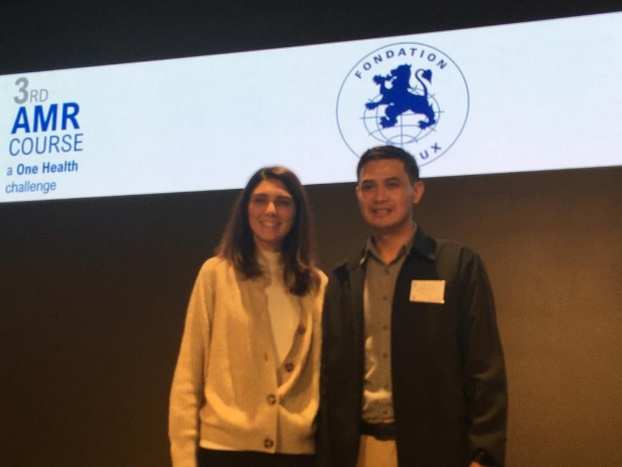 3RD
AMR
COURSE
a One Health
challenge
FONDATION